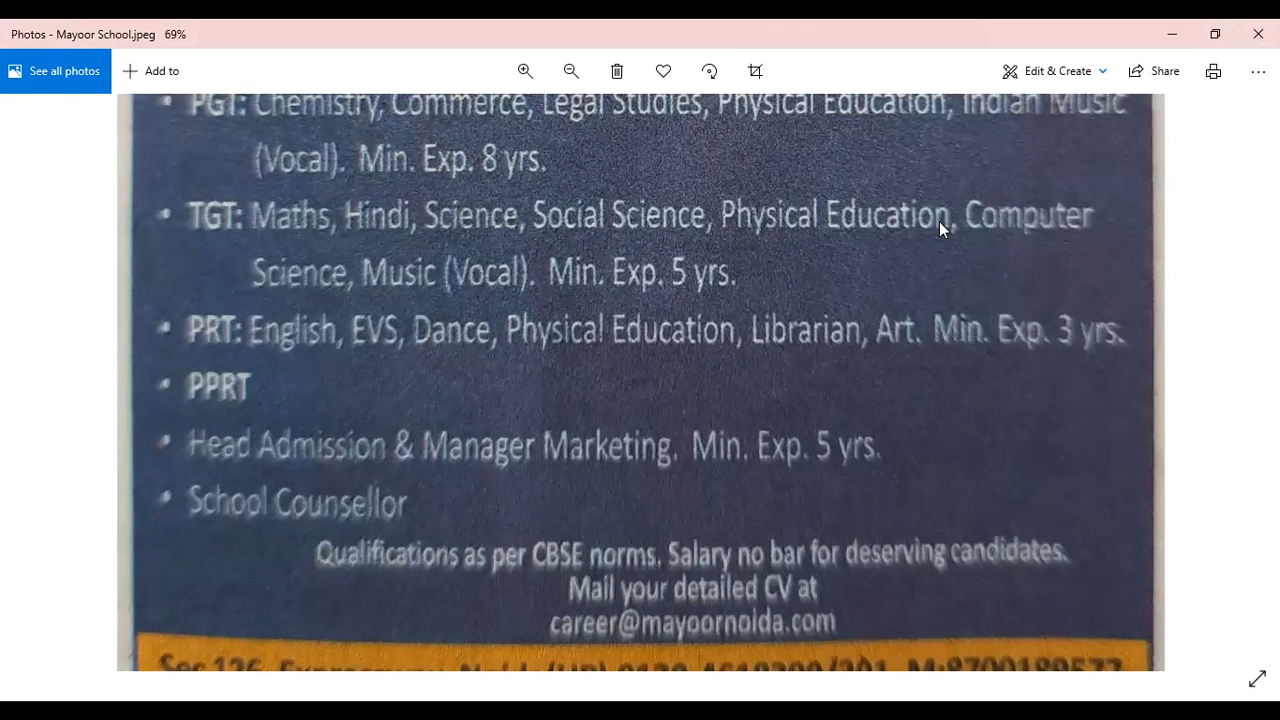 Photos - Mayoor School.jpeg 69%
See all photos
Add to
Edit & Create
Share
• PGT: Chemistry, Commerce, Legal Studies, Physical Education, Indian Music
(Vocal). Min. Exp. 8 yrs.
• TGT: Maths, Hindi, Science, Social Science, Physical Education, Computer
Science, Music (Vocal). Min. Exp. 5 yrs.
• PRT: English, EVS, Dance, Physical Education, Librarian, Art. Min. Exp. 3 yrs.
• PPRT
• Head Admission & Manager Marketing. Min. Exp. 5 yrs.
• School Counsellor
Qualifications as per CBSE norms. Salary no bar for deserving candidates.
Mail your detailed CV at
career@mayoornoida.com